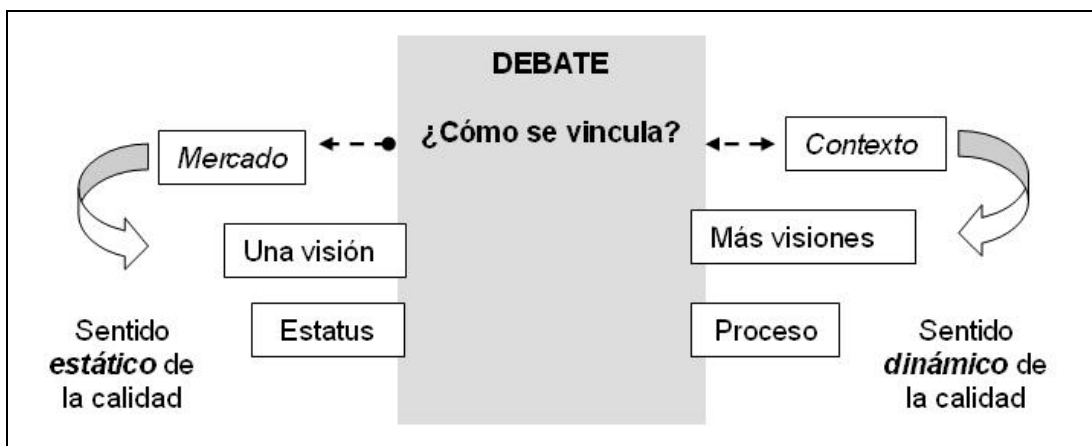 DEBATE
¿Cómo se vincula?
Mercado
Contexto
Una visión
Más visiones
Estatus
Proceso
Sentido
estático de
la calidad
Sentido
dinámico de
la calidad